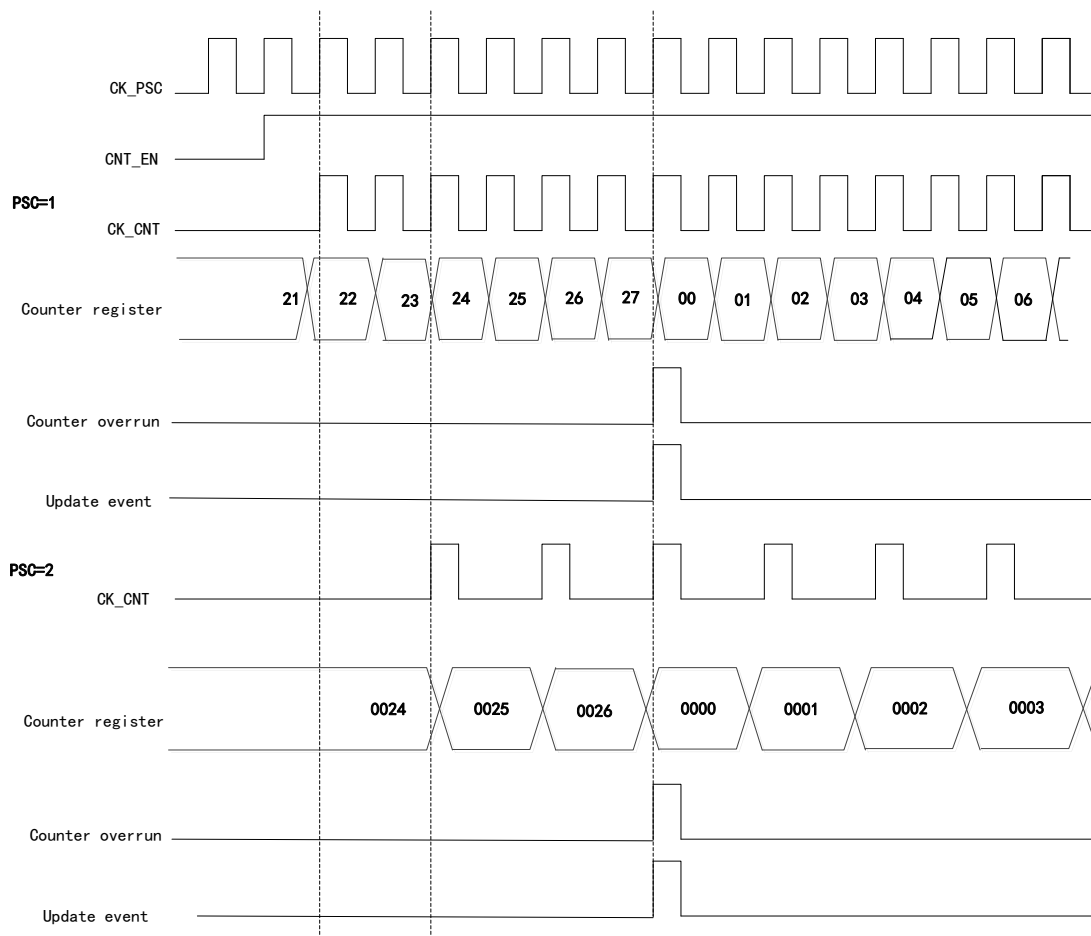 CK_PSC
CNT_EN
PSC=1
CK_CNT
Counter register 21 22 23 24 25 26 27 00 01 02 03 04 05 06
Counter overrun
Update event
PSC=2
CK_CNT
Counter register 0024 0025 0026 0000 0001 0002 0003
Counter overrun
Update event